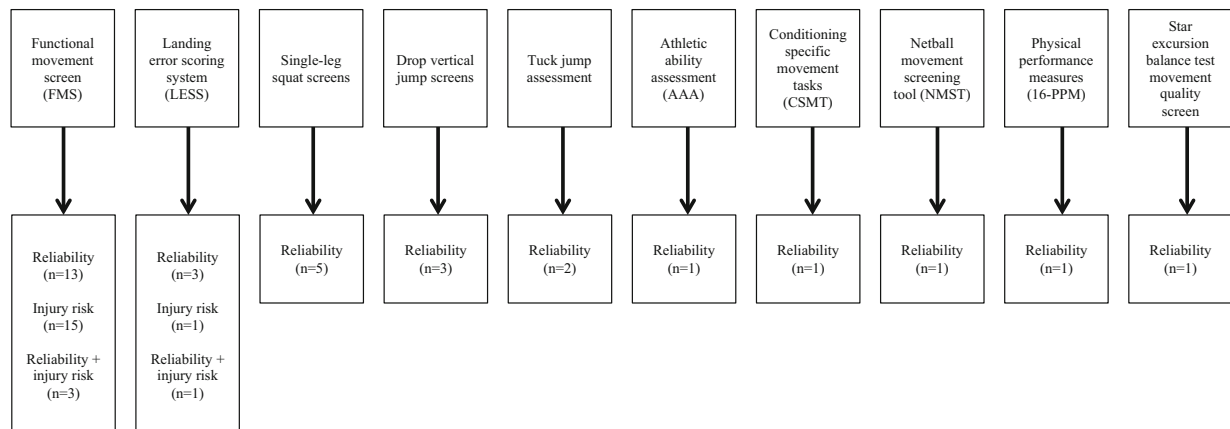 Functional
movement
screen
(FMS)
Landing
error scoring
system
(LESS)
Single-leg
squat screens
Drop vertical
jump screens
Tuck jump
assessment
Athletic
ability
assessment
(AAA)
Conditioning
specific
movement
tasks
(CSMT)
Netball
movement
screening
tool (NMST)
Physical
performance
measures
(16-PPM)
Star
excursion
balance test
movement
quality
screen
Reliability
(n=13)
Injury risk
(n=15)
Reliability +
injury risk
(n=3)
Reliability
(n=3)
Injury risk
(n=1)
Reliability +
injury risk
(n=1)
Reliability
(n=5)
Reliability
(n=3)
Reliability
(n=2)
Reliability
(n=1)
Reliability
(n=1)
Reliability
(n=1)
Reliability
(n=1)
Reliability
(n=1)